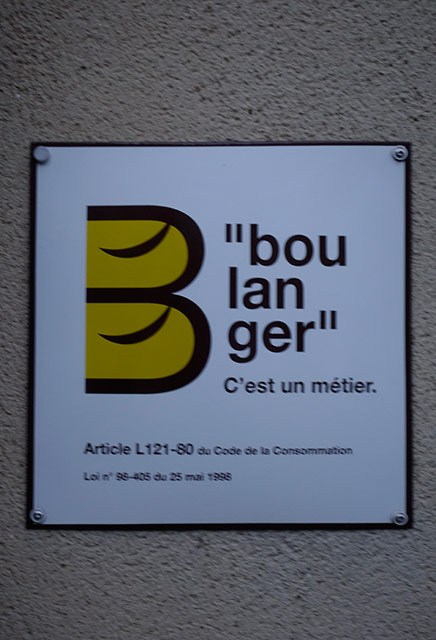 B
"bou
lan
ger"
C'est un métier.
Article L121-80 du Code de la Consommation
Loi n° 98-405 du 25 mai 1998